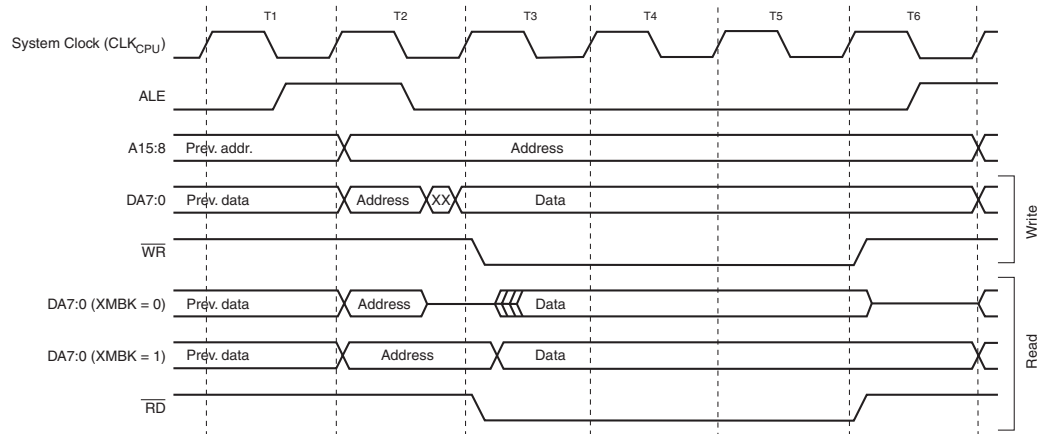 T1 T2 T3 T4 T5 T6
System Clock (CLKCPU)
ALE
A15:8 Prev. addr. Address
DA7:0 Prev. data Address XX Data
WR
Write
DA7:0 (XMBK = 0) Prev. data Address Data
DA7:0 (XMBK = 1) Prev. data Address Data
RD
Read